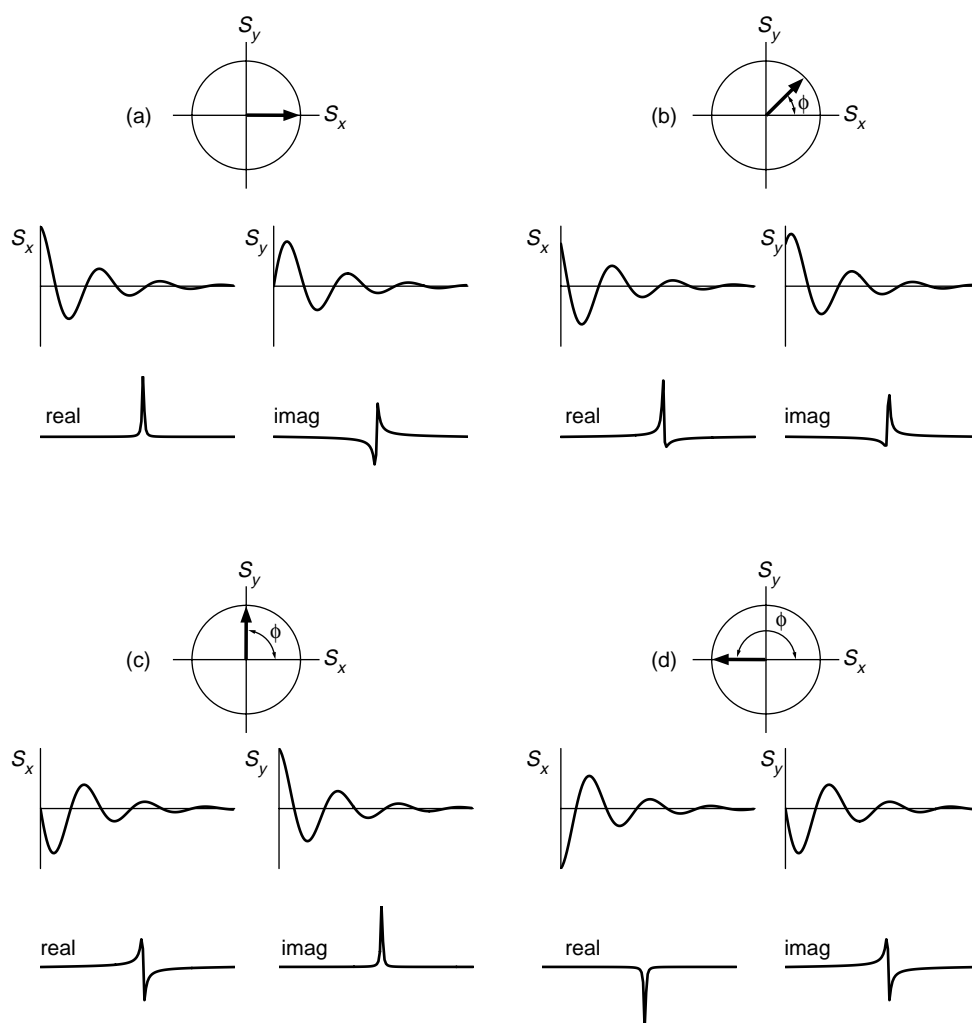 S_y
(a)
S_x
S_y
(b)
ϕ
S_x
S_x
S_y
S_x
S_y
real
imag
real
imag
S_y
(c)
ϕ
S_x
S_y
(d)
ϕ
S_x
S_x
S_y
S_x
S_y
real
imag
real
imag